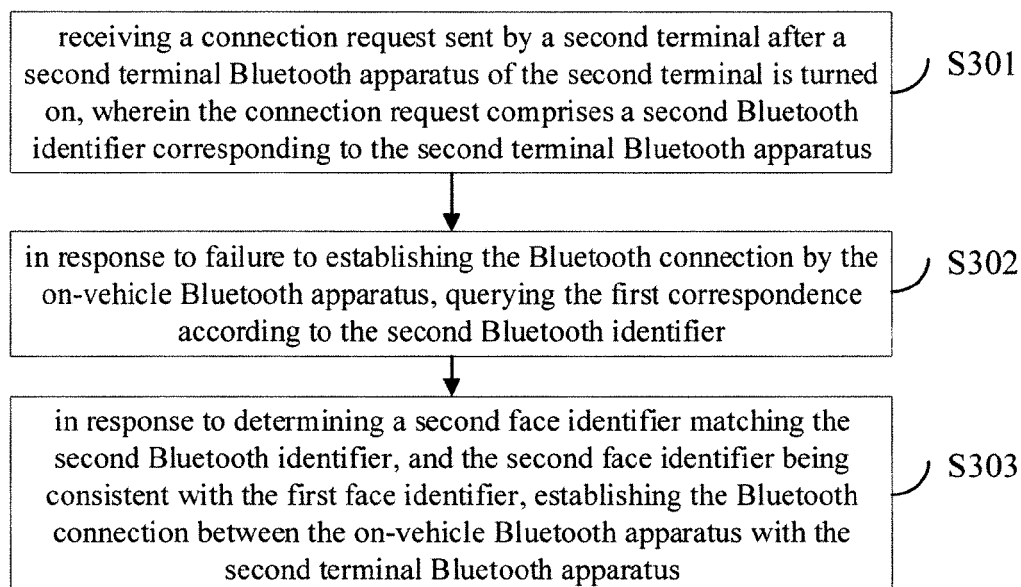 receiving a connection request sent by a second terminal after a
second terminal Bluetooth apparatus of the second terminal is turned
on, wherein the connection request comprises a second Bluetooth
identifier corresponding to the second terminal Bluetooth apparatus
S301
in response to failure to establishing the Bluetooth connection by the
on-vehicle Bluetooth apparatus, querying the first correspondence
according to the second Bluetooth identifier
S302
in response to determining a second face identifier matching the
second Bluetooth identifier, and the second face identifier being
consistent with the first face identifier, establishing the Bluetooth
connection between the on-vehicle Bluetooth apparatus with the
second terminal Bluetooth apparatus
S303